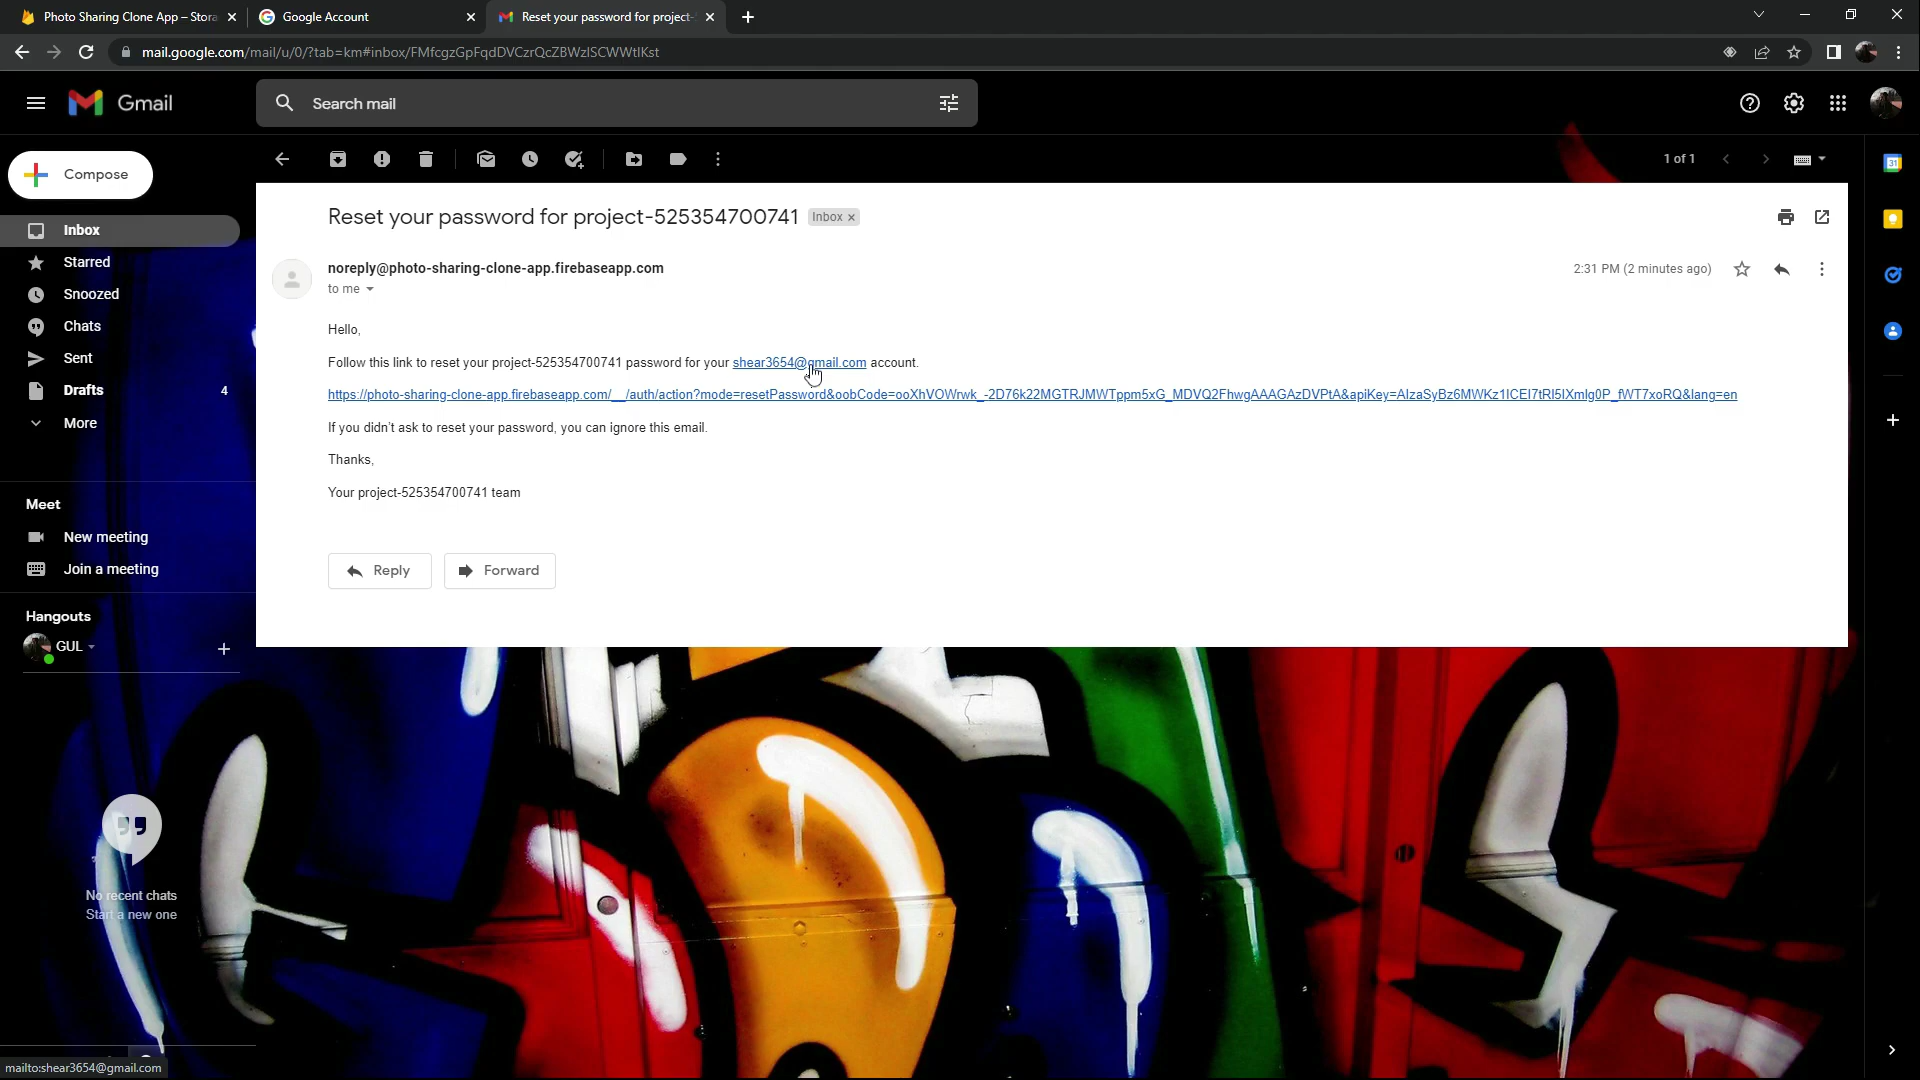 Photo Sharing Clone App – Stora
Google Account
Reset your password for project-
mail.google.com/mail/u/0/?tab=km#inbox/FMfcgzGpFqdDVCzrQcZBWzlSCWWtlKst
Gmail
Search mail
Compose
1 of 1
Inbox
Starred
Snoozed
Chats
Sent
Drafts 4
More
Reset your password for project-525354700741 Inbox ×
noreply@photo-sharing-clone-app.firebaseapp.com
2:31 PM (2 minutes ago)
to me
Hello,
Follow this link to reset your project-525354700741 password for your shear3654@gmail.com account.
https://photo-sharing-clone-app.firebaseapp.com/__/auth/action?mode=resetPassword&oobCode=ooXhVOWrwk_-2D76k22MGTRJMWTppm5xG_MDVQ2FhwgAAAGAzDVPtA&apiKey=AIzaSyBz6MWKz1ICEI7tRl5IXmlg0P_fWT7xoRQ&lang=en
If you didn't ask to reset your password, you can ignore this email.
Thanks,
Your project-525354700741 team
Reply
Forward
Meet
New meeting
Join a meeting
Hangouts
GUL
No recent chats
Start a new one
mailto:shear3654@gmail.com
31